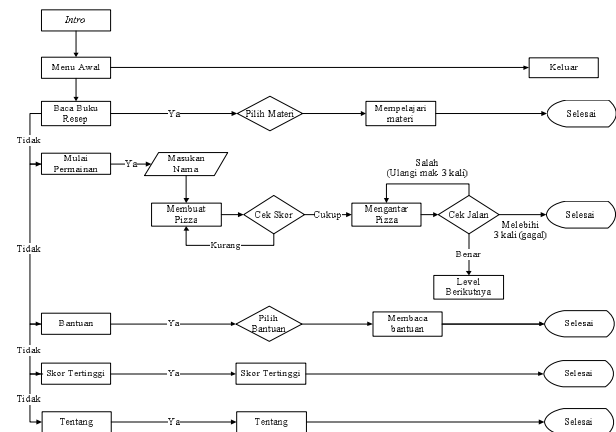 Intro
Menu Awal
Keluar
Baca Buku
Resep
Ya
Pilih Materi
Mempelajari
materi
Selesai
Tidak
Mulai
Permainan
Ya
Masukan
Nama
Salah
(Ulangi mak 3 kali)
Membuat
Pizza
Cek Skor
Cukup
Mengantar
Pizza
Cek Jalan
Selesai
Melebihi
3 kali (gagal)
Kurang
Tidak
Benar
Level
Berikutnya
Bantuan
Ya
Pilih
Bantuan
Membaca
bantuan
Selesai
Tidak
Skor Tertinggi
Ya
Skor Tertinggi
Selesai
Tidak
Tentang
Ya
Tentang
Selesai